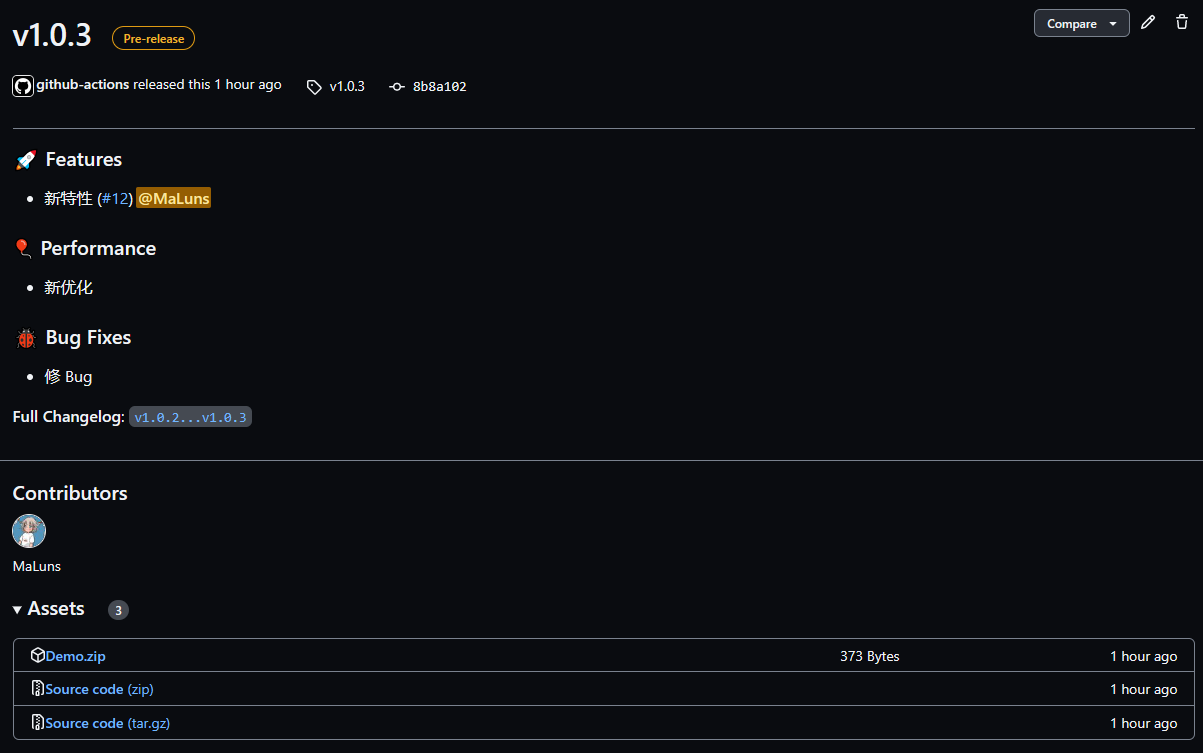 v1.0.3 Pre-release Compare
github-actions released this 1 hour ago v1.0.3 8b8a102
🚀 Features
• 新特性 (#12) @MaLuns
🎈 Performance
• 新优化
🐞 Bug Fixes
• 修 Bug
Full Changelog: v1.0.2...v1.0.3
Contributors
MaLuns
Assets 3
Demo.zip 373 Bytes 1 hour ago
Source code (zip) 1 hour ago
Source code (tar.gz) 1 hour ago